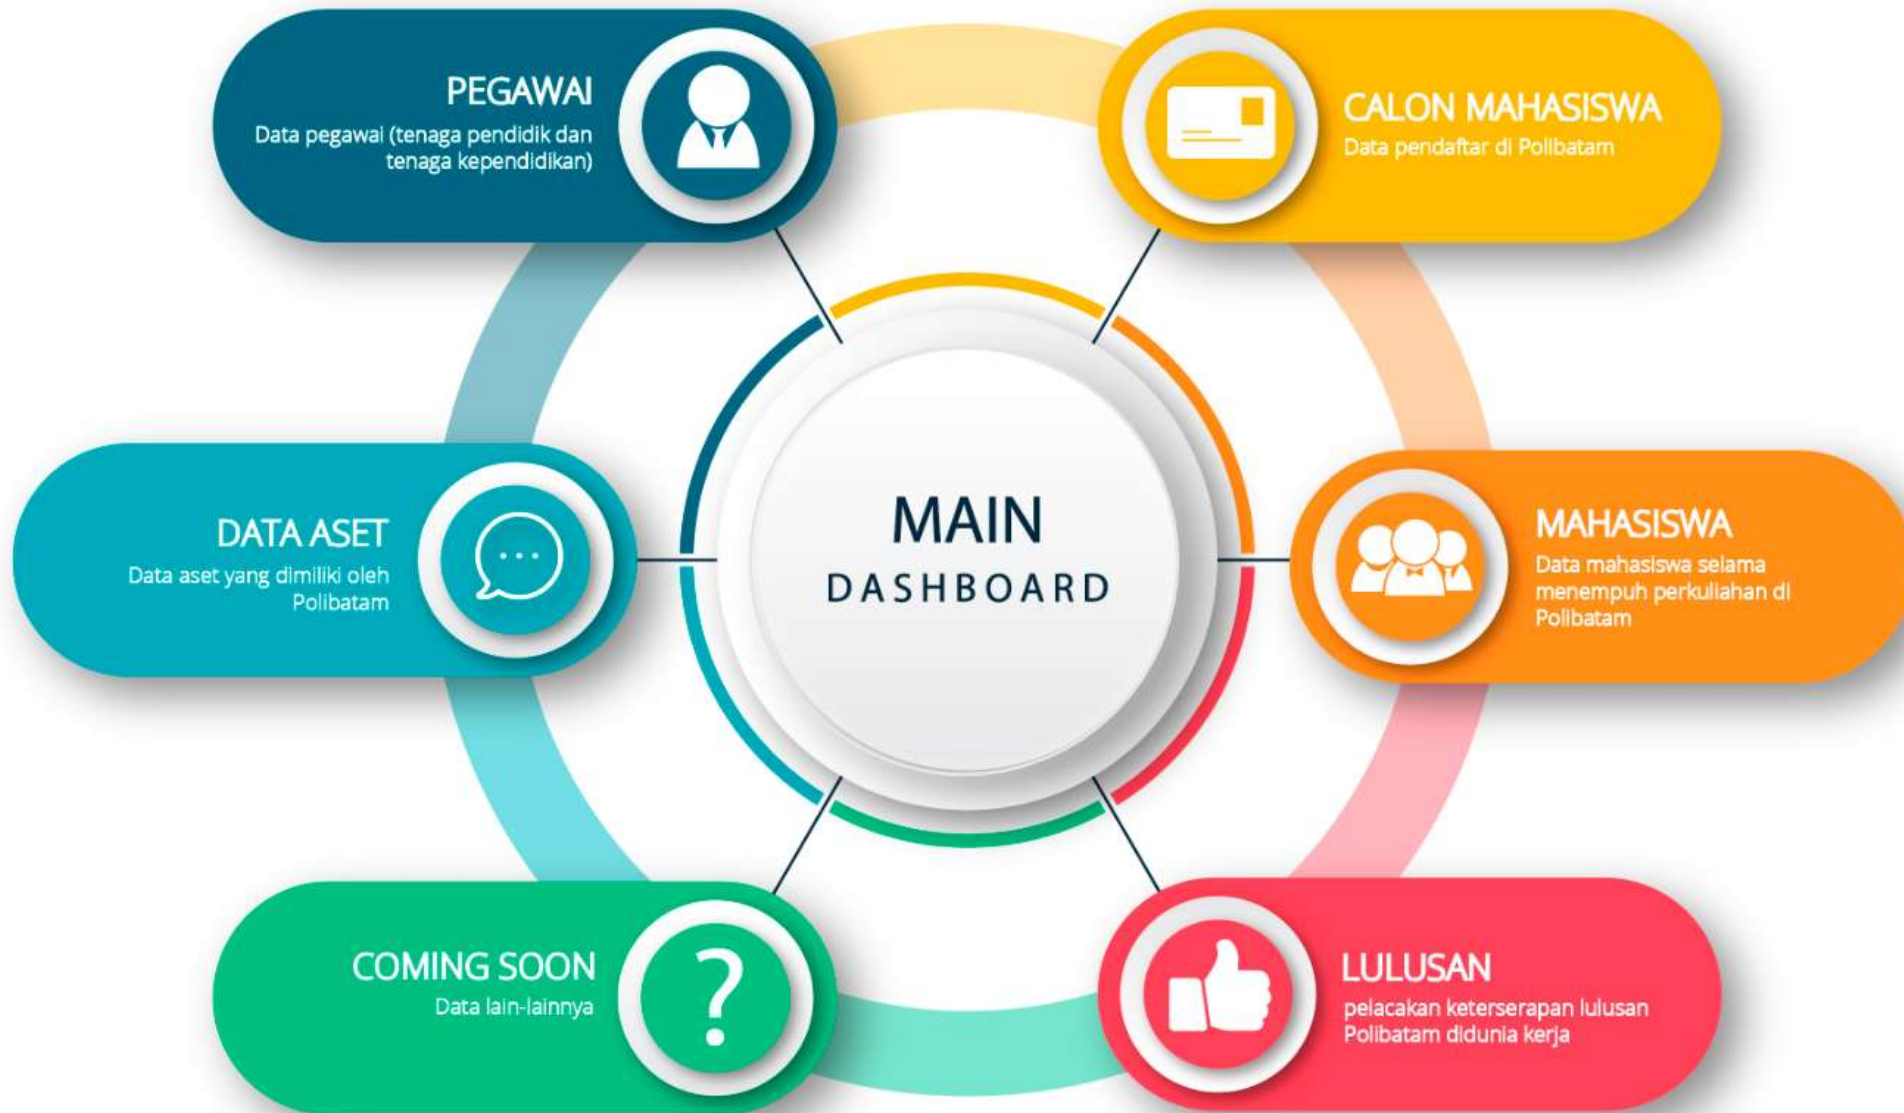 PEGAWAI
Data pegawai (tenaga pendidik dan
tenaga kependidikan)
CALON MAHASISWA
Data pendaftar di Polibatam
DATA ASET
Data aset yang dimiliki oleh
Polibatam
MAIN
DASHBOARD
MAHASISWA
Data mahasiswa selama
menempuh perkuliahan di
Polibatam
COMING SOON
Data lain-lainnya
?
LULUSAN
pelacakan keterserapan lulusan
Polibatam didunia kerja